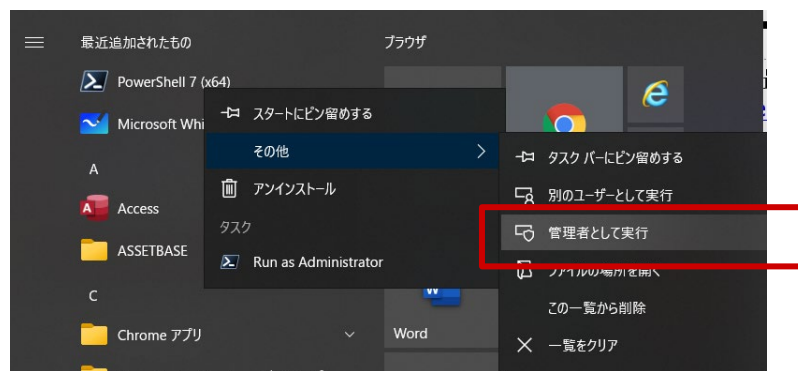 最近追加されたもの
ブラウザ
PowerShell 7 (x64)
Microsoft Whi
スタートにピン留めする
その他
タスク バーにピン留めする
A
アンインストール
別のユーザーとして実行
Access
タスク
管理者として実行
ASSETBASE
Run as Administrator
ファイルの場所を開く
C
この一覧から削除
Chrome アプリ
Word
一覧をクリア